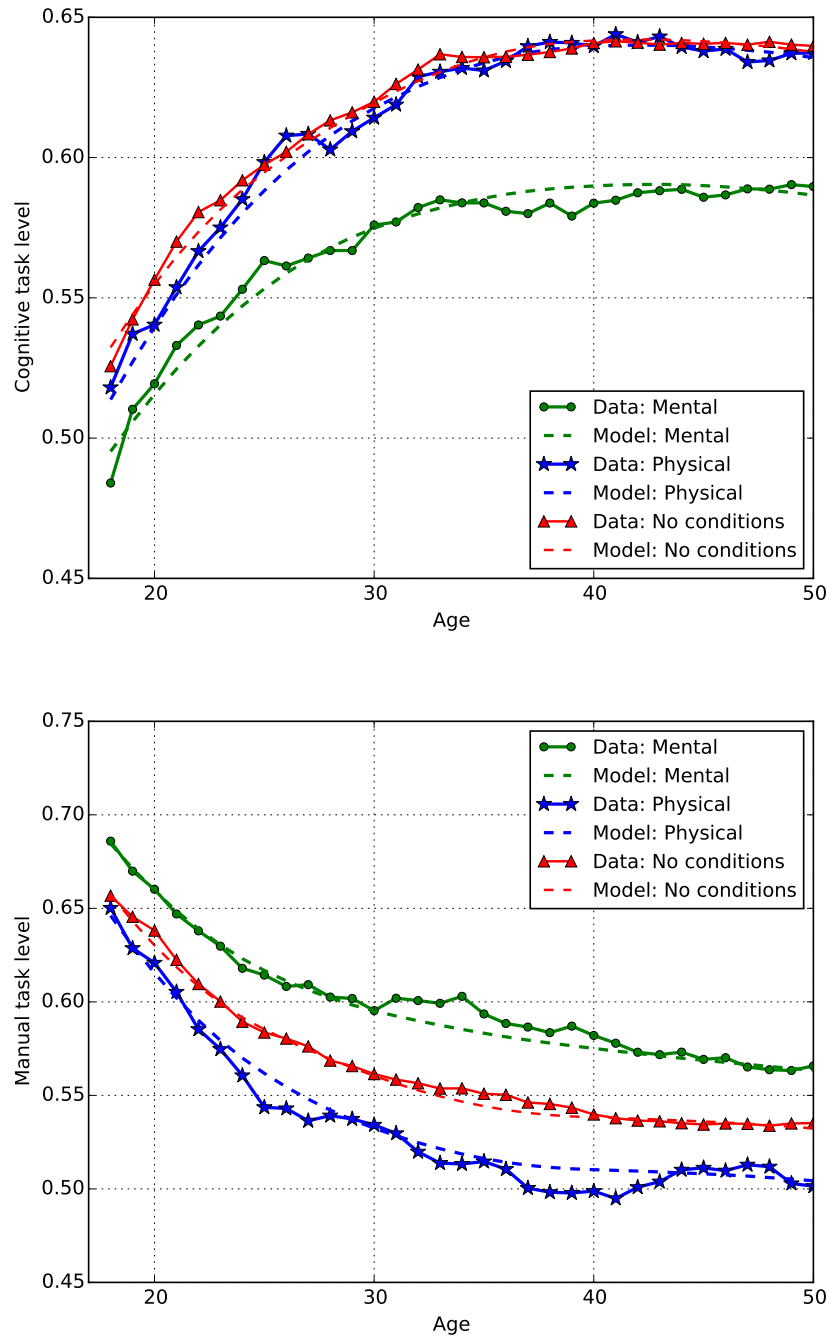 0.65
0.60
0.55
0.50
0.45
Cognitive task level
Data: Mental
Model: Mental
Data: Physical
Model: Physical
Data: No conditions
Model: No conditions
20 30 40 50
Age
0.75
0.70
0.65
0.60
0.55
0.50
0.45
Manual task level
Data: Mental
Model: Mental
Data: Physical
Model: Physical
Data: No conditions
Model: No conditions
20 30 40 50
Age